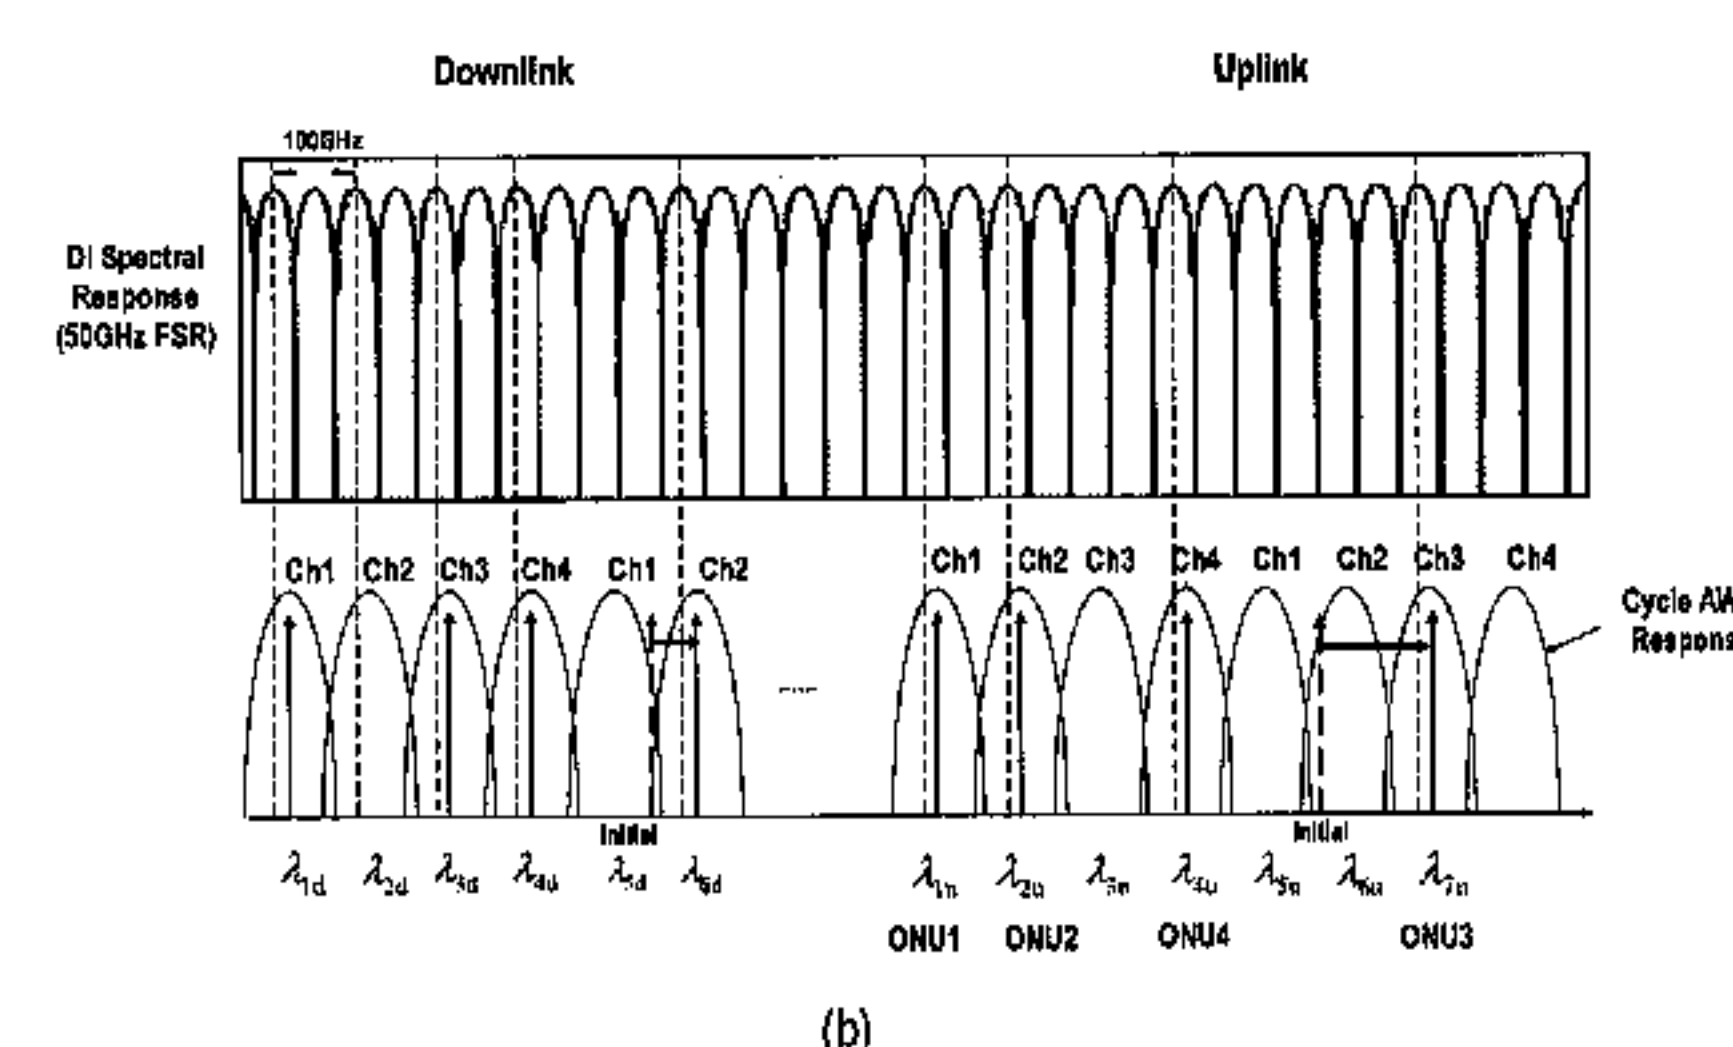 Downlink
Uplink
100GHz
DI Spectral
Response
(50GHz FSR)
Ch1 Ch2 Ch3 Ch4 Ch1 Ch2
Ch1 Ch2 Ch3 Ch4 Ch1 Ch2 Ch3 Ch4
Cycle AW
Respons
Initial
Initial
λ1d λ2d λ3d λ4d λ5d λ6d
λ1u λ2u λ3u λ4u λ5u λ6u λ7u
ONU1 ONU2 ONU4 ONU3
(b)